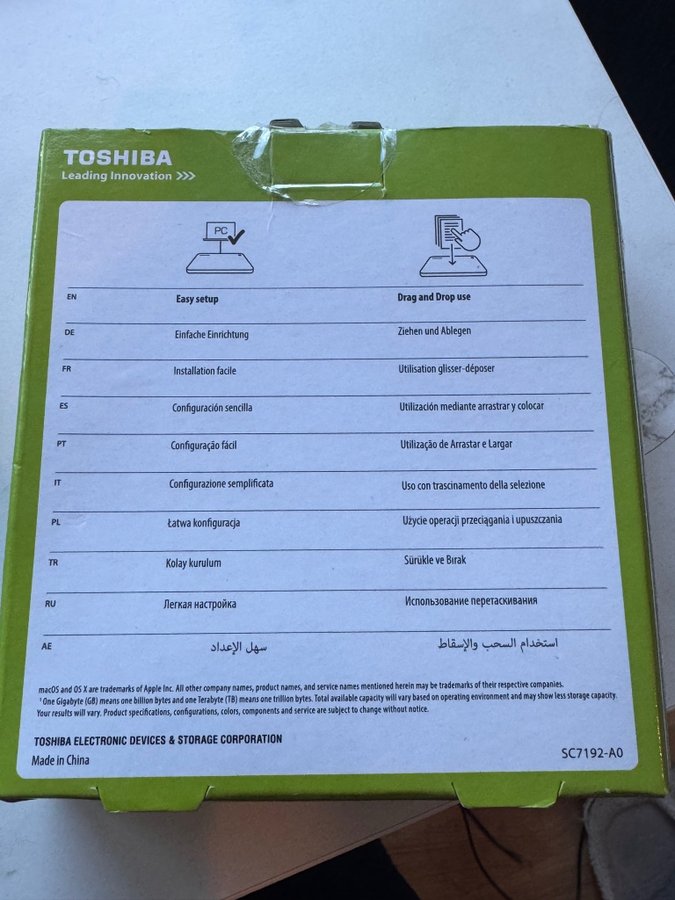 TOSHIBA
Leading Innovation >>>
PC
EN Easy setup Drag and Drop use
DE Einfache Einrichtung Ziehen und Ablegen
FR Installation facile Utilisation glisser-déposer
ES Configuración sencilla Utilización mediante arrastrar y colocar
PT Configuração fácil Utilização de Arrastar e Largar
IT Configurazione semplificata Uso con trascinamento della selezione
PL Łatwa konfiguracja Użycie operacji przeciągania i upuszczania
TR Kolay kurulum Sürükle ve Bırak
RU Легкая настройка Использование перетаскивания
AE سهل الإعداد استخدام السحب والإسقاط
macOS and OS X are trademarks of Apple Inc. All other company names, product names, and service names mentioned herein may be trademarks of their respective companies.
¹ One Gigabyte (GB) means one billion bytes and one Terabyte (TB) means one trillion bytes. Total available capacity will vary based on operating environment and may show less storage capacity.
Your results will vary. Product specifications, configurations, colors, components and service are subject to change without notice.
TOSHIBA ELECTRONIC DEVICES & STORAGE CORPORATION
Made in China SC7192-A0